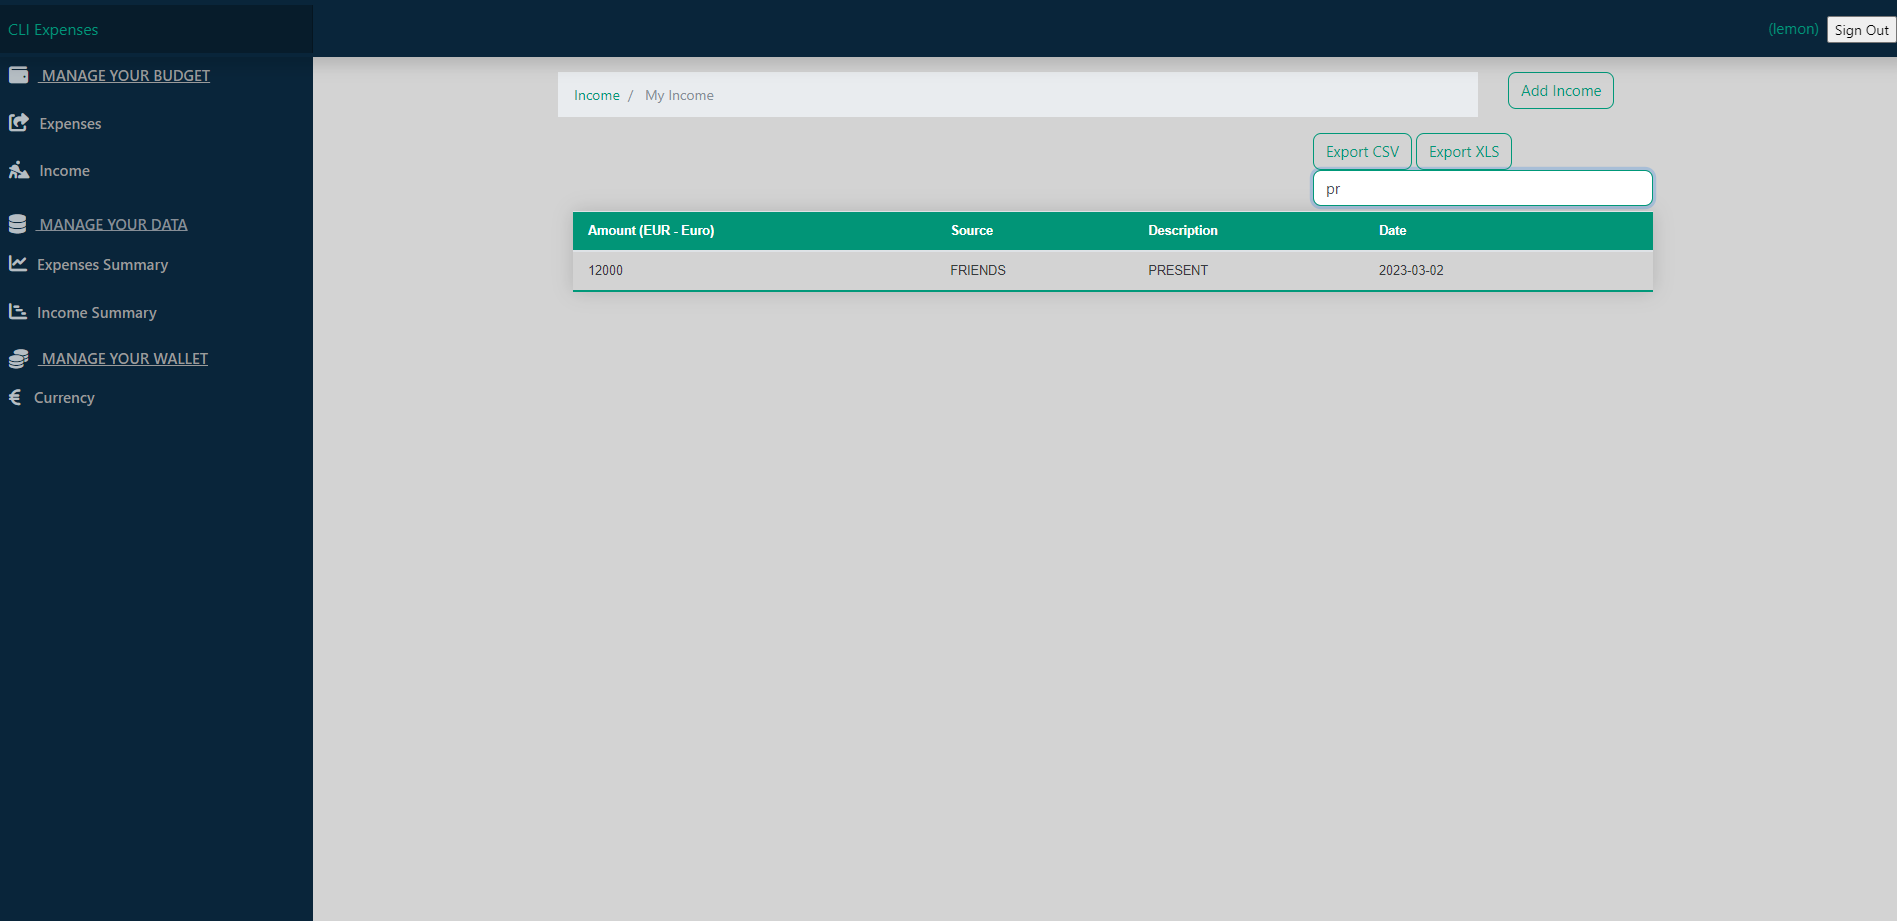 CLI Expenses
(lemon) Sign Out
MANAGE YOUR BUDGET
Expenses
Income
MANAGE YOUR DATA
Expenses Summary
Income Summary
MANAGE YOUR WALLET
Currency
Income / My Income
Add Income
Export CSV Export XLS
pr
Amount (EUR - Euro) Source Description Date
12000 FRIENDS PRESENT 2023-03-02